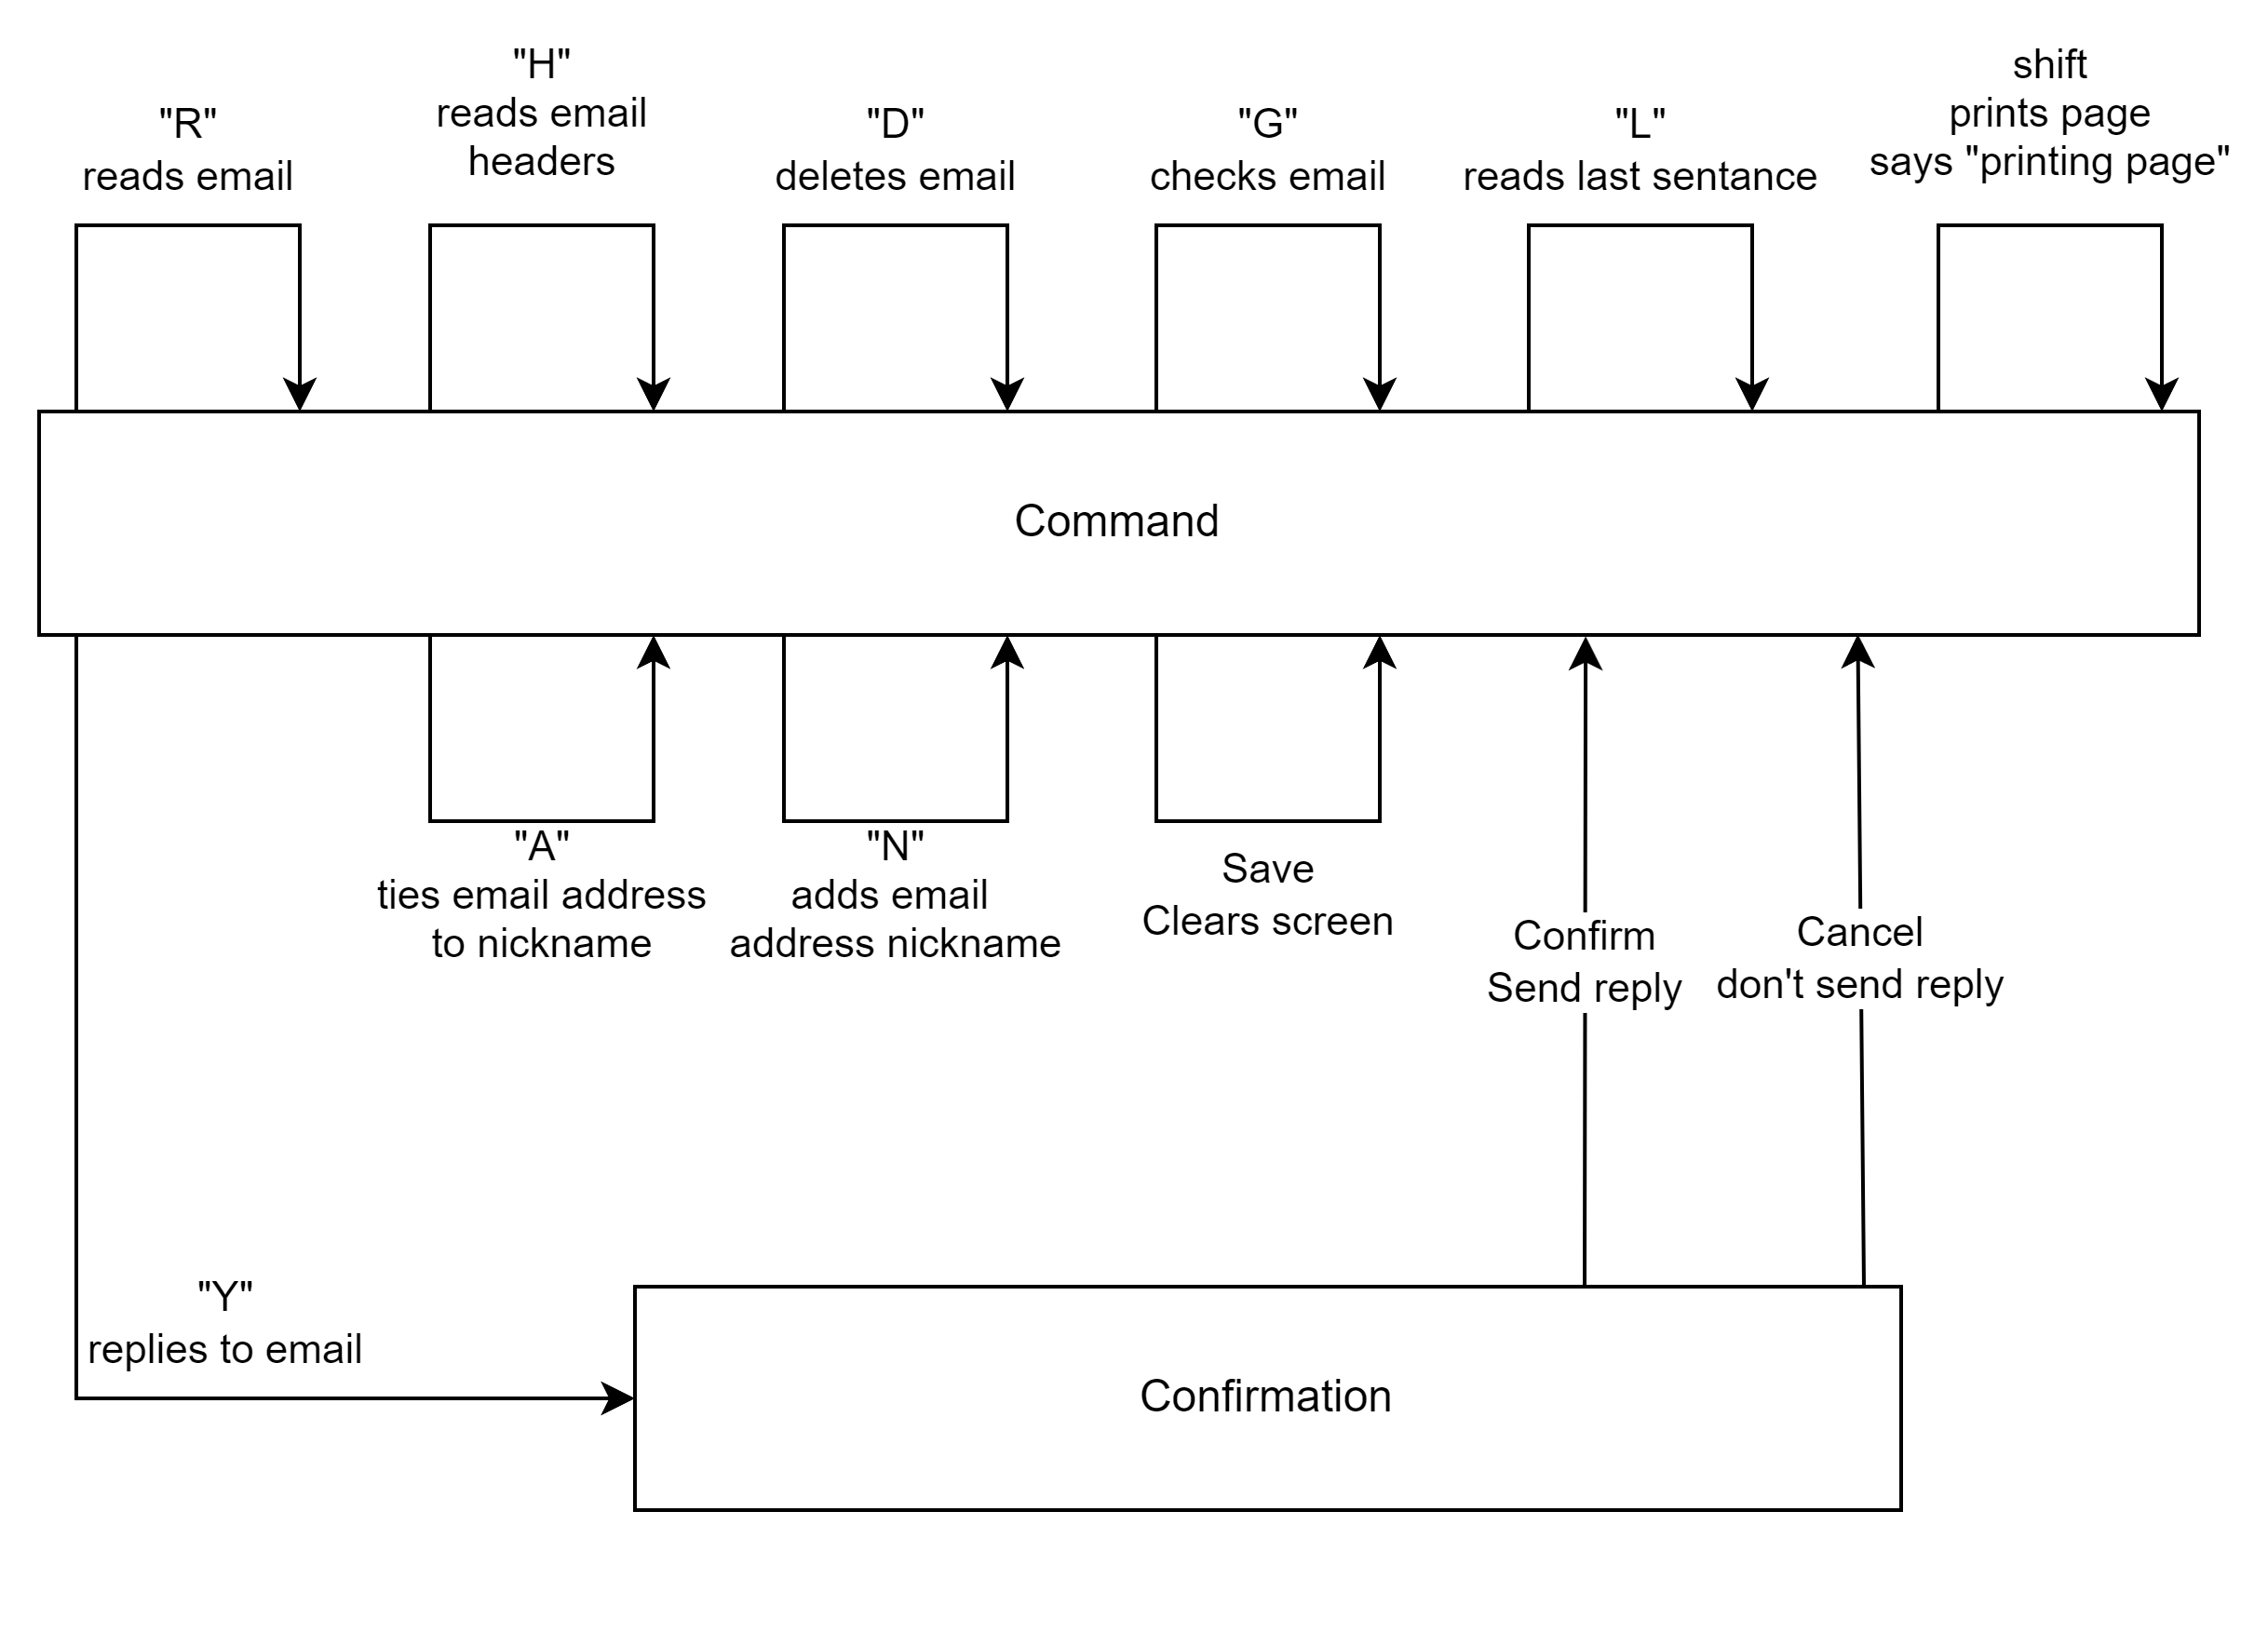 "R"
reads email
"H"
reads email
headers
"D"
deletes email
"G"
checks email
"L"
reads last sentance
shift
prints page
says "printing page"
Command
"A"
ties email address
to nickname
"N"
adds email
address nickname
Save
Clears screen
Confirm
Send reply
Cancel
don't send reply
"Y"
replies to email
Confirmation